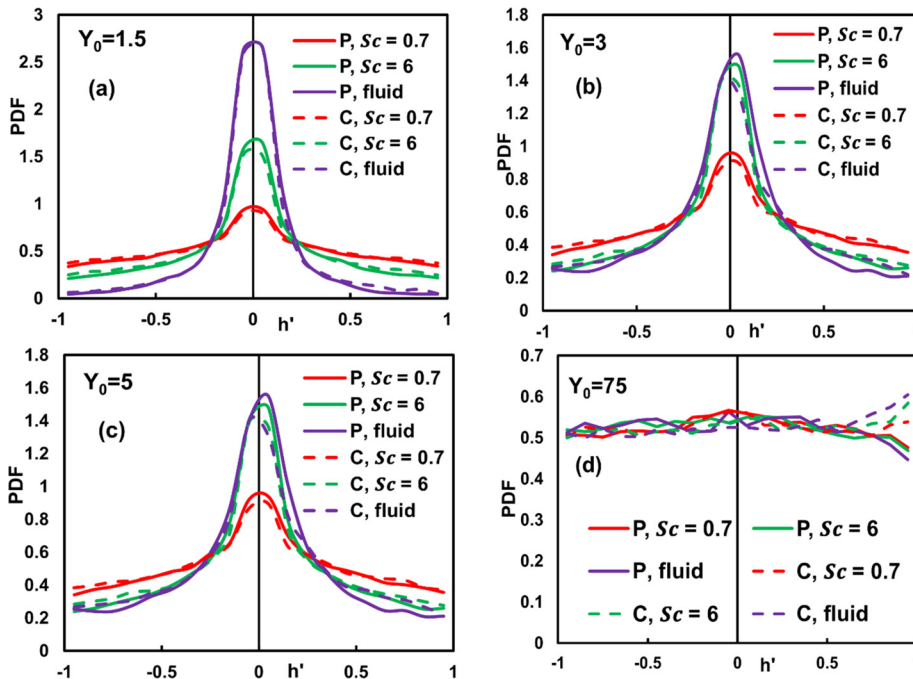 Y₀=1.5
(a)
P, Sc = 0.7
P, Sc = 6
P, fluid
C, Sc = 0.7
C, Sc = 6
C, fluid
PDF
3
2.5
2
1.5
1
0.5
0
-1 -0.5 0 0.5 1
h'
Y₀=3
(b)
P, Sc = 0.7
P, Sc = 6
P, fluid
C, Sc = 0.7
C, Sc = 6
C, fluid
PDF
1.8
1.6
1.4
1.2
1
0.8
0.6
0.4
0.2
0
-1 -0.5 0 0.5
h'
Y₀=5
(c)
P, Sc = 0.7
P, Sc = 6
P, fluid
C, Sc = 0.7
C, Sc = 6
C, fluid
PDF
1.8
1.6
1.4
1.2
1
0.8
0.6
0.4
0.2
0
-1 -0.5 0 0.5 1
h'
Y₀=75
(d)
P, Sc = 0.7 P, Sc = 6
P, fluid C, Sc = 0.7
C, Sc = 6 C, fluid
PDF
0.7
0.6
0.5
0.4
0.3
0.2
0.1
0
-1 -0.5 0 0.5
h'